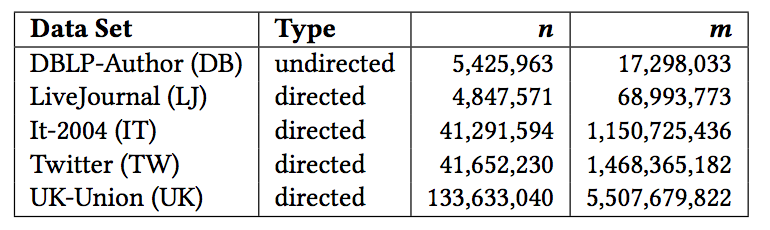 Data Set Type n m
DBLP-Author (DB) undirected 5,425,963 17,298,033
LiveJournal (LJ) directed 4,847,571 68,993,773
It-2004 (IT) directed 41,291,594 1,150,725,436
Twitter (TW) directed 41,652,230 1,468,365,182
UK-Union (UK) directed 133,633,040 5,507,679,822